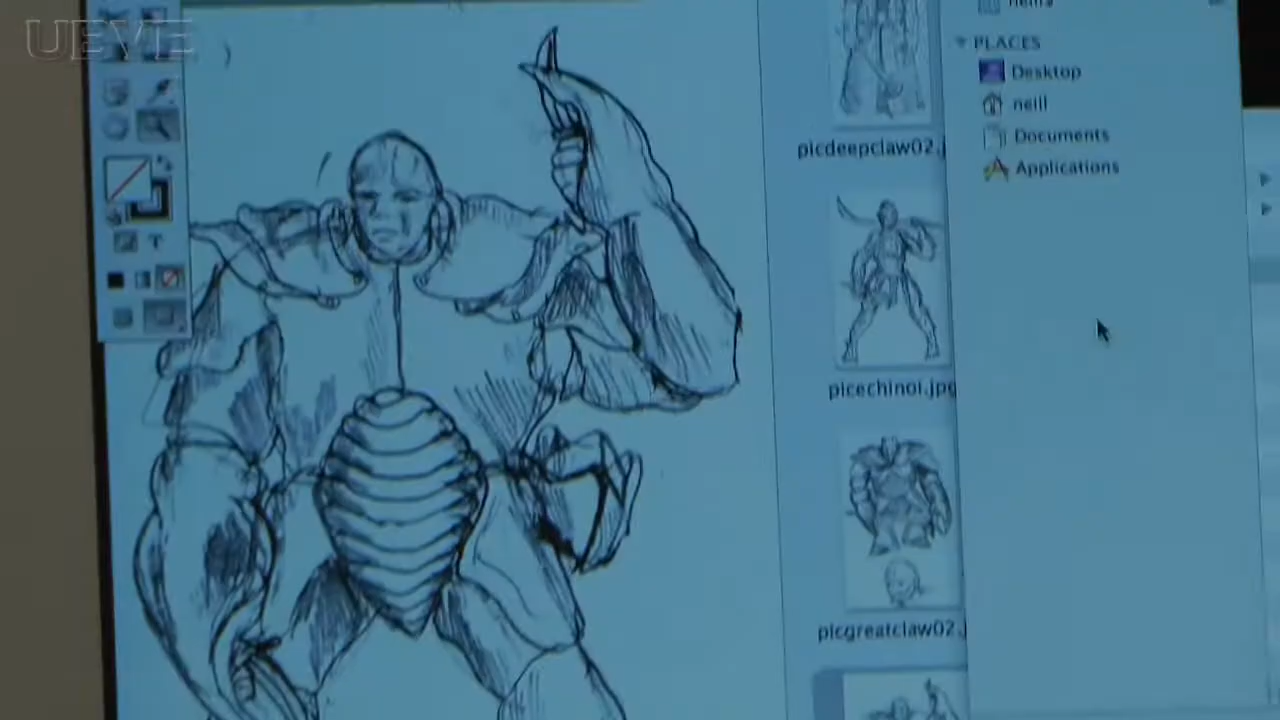 UEVE
PLACES
Desktop
neill
Documents
Applications
picdeepclaw02.j
picechinoi.jpg
picgreatclaw02.j
T